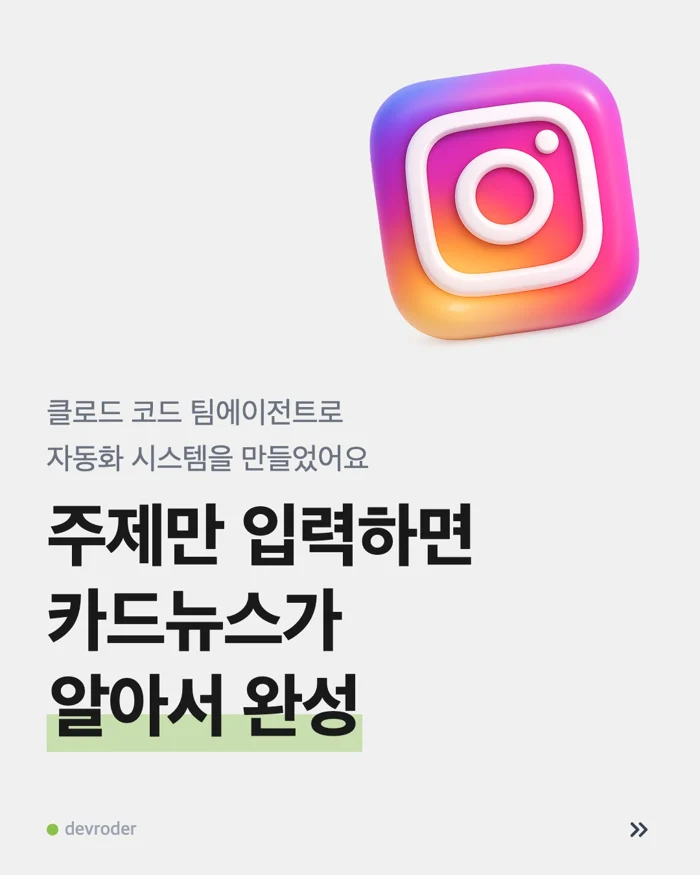 클로드 코드 팀에이전트로
자동화 시스템을 만들었어요
주제만 입력하면
카드뉴스가
알아서 완성
devroder